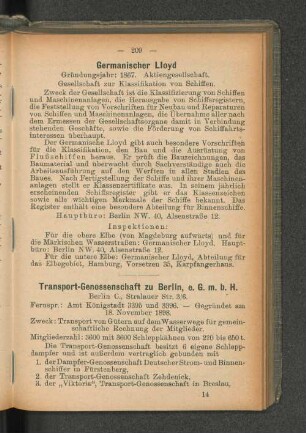 — 209 —
Germanischer Lloyd
Gründungsjahr: 1867. Aktiengesellschaft.
Gesellschaft zur Klassifikation von Schiffen.
Zweck der Gesellschaft ist die Klassifizierung von Schiffen
und Maschinenanlagen, die Herausgabe von Schiffsregistern,
die Feststellung von Vorschriften für Neubau und Reparaturen
von Schiffen und Maschinenanlagen, die Übernahme aller nach
dem Ermessen der Gesellschaftsorgane damit in Verbindung
stehenden Geschäfte, sowie die Förderung von Schiffahrts-
interessen überhaupt.
Der Germanische Lloyd gibt auch besondere Vorschriften
für die Klassifikation, den Bau und die Ausrüstung von
Flußschiffen heraus. Er prüft die Bauzeichnungen, das
Baumaterial und überwacht durch Sachverständige auch die
Arbeitsausführung auf den Werften in allen Stadien des
Baues. Nach Fertigstellung der Schiffe und ihrer Maschinen-
anlagen stellt er Klassenzertifikate aus. In seinem jährlich
erscheinenden Schiffsregister gibt er das Klassenzeichen
sowie alle wichtigen Merkmale der Schiffe bekannt. Das
Register enthält eine besondere Abteilung für Binnenschiffe.
Hauptbüro: Berlin NW. 40, Alsenstraße 12.
Inspektionen:
Für die obere Elbe (von Magdeburg aufwärts) und für
die Märkischen Wasserstraßen: Germanischer Lloyd. Haupt-
büro: Berlin NW. 40, Alsenstraße 12.
Für die untere Elbe: Germanischer Lloyd, Abteilung für
das Elbegebiet, Hamburg, Vorsetzen 35, Karpfangerhaus.
Transport-Genossenschaft zu Berlin, e. G. m. b. H.
Berlin C., Stralauer Str. 3/6.
Fernspr.: Amt Königstadt 3395 und 3396. — Gegründet am
18. November 1898.
Zweck: Transport von Gütern auf dem Wasserwege für gemein-
schaftliche Rechnung der Mitglieder.
Mitgliederzahl: 3600 mit 5600 Schleppkähnen von 220 bis 650 t.
Die Transport-Genossenschaft besitzt 6 eigene Schlepp-
dampfer und ist beteiligt mit
1. der Dampfer-Genossenschaft Deutscher Strom- und Binnen-
schiffer in Fürstenberg,
2. der Transport-Genossenschaft Zehdenick,
3. der „Viktoria“, Transport-Genossenschaft in Breslau,
14